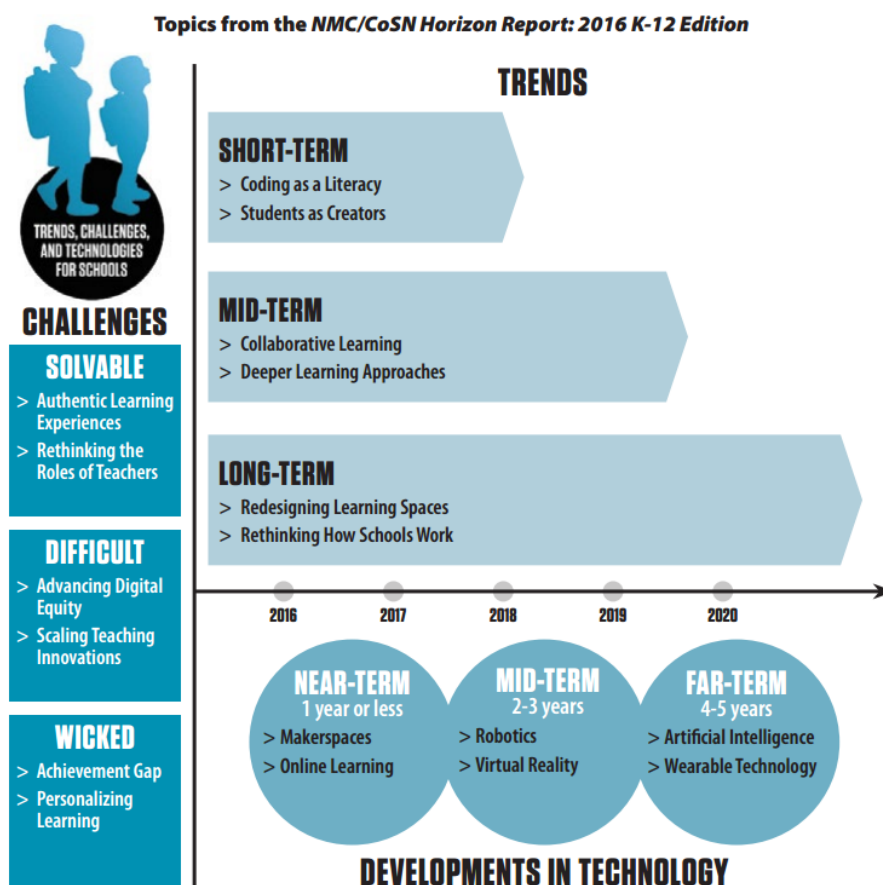 Topics from the NMC/CoSN Horizon Report: 2016 K-12 Edition
TRENDS, CHALLENGES,
AND TECHNOLOGIES
FOR SCHOOLS
CHALLENGES
SOLVABLE
> Authentic Learning
Experiences
> Rethinking the
Roles of Teachers
DIFFICULT
> Advancing Digital
Equity
> Scaling Teaching
Innovations
WICKED
> Achievement Gap
> Personalizing
Learning
TRENDS
SHORT-TERM
> Coding as a Literacy
> Students as Creators
MID-TERM
> Collaborative Learning
> Deeper Learning Approaches
LONG-TERM
> Redesigning Learning Spaces
> Rethinking How Schools Work
2016 2017 2018 2019 2020
NEAR-TERM
1 year or less
> Makerspaces
> Online Learning
MID-TERM
2-3 years
> Robotics
> Virtual Reality
FAR-TERM
4-5 years
> Artificial Intelligence
> Wearable Technology
DEVELOPMENTS IN TECHNOLOGY